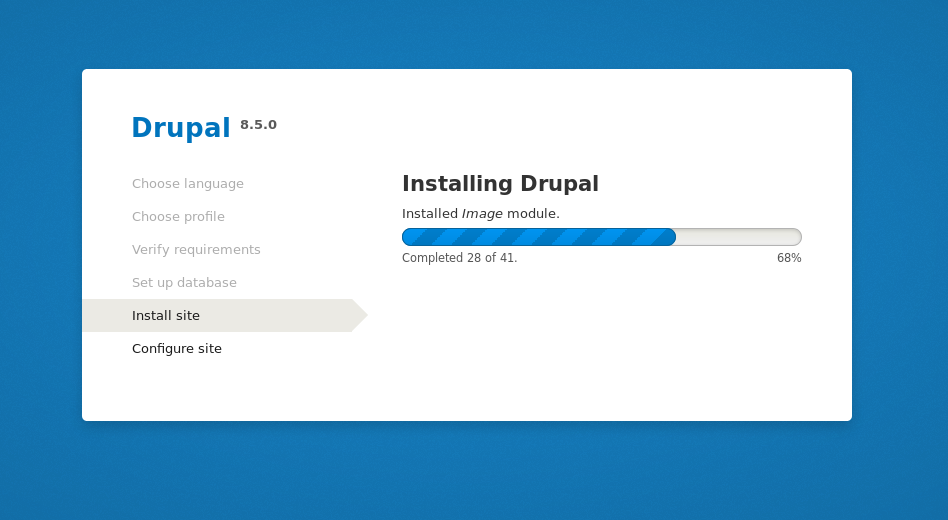 Drupal 8.5.0
Choose language
Choose profile
Verify requirements
Set up database
Install site
Configure site
Installing Drupal
Installed Image module.
Completed 28 of 41.
68%